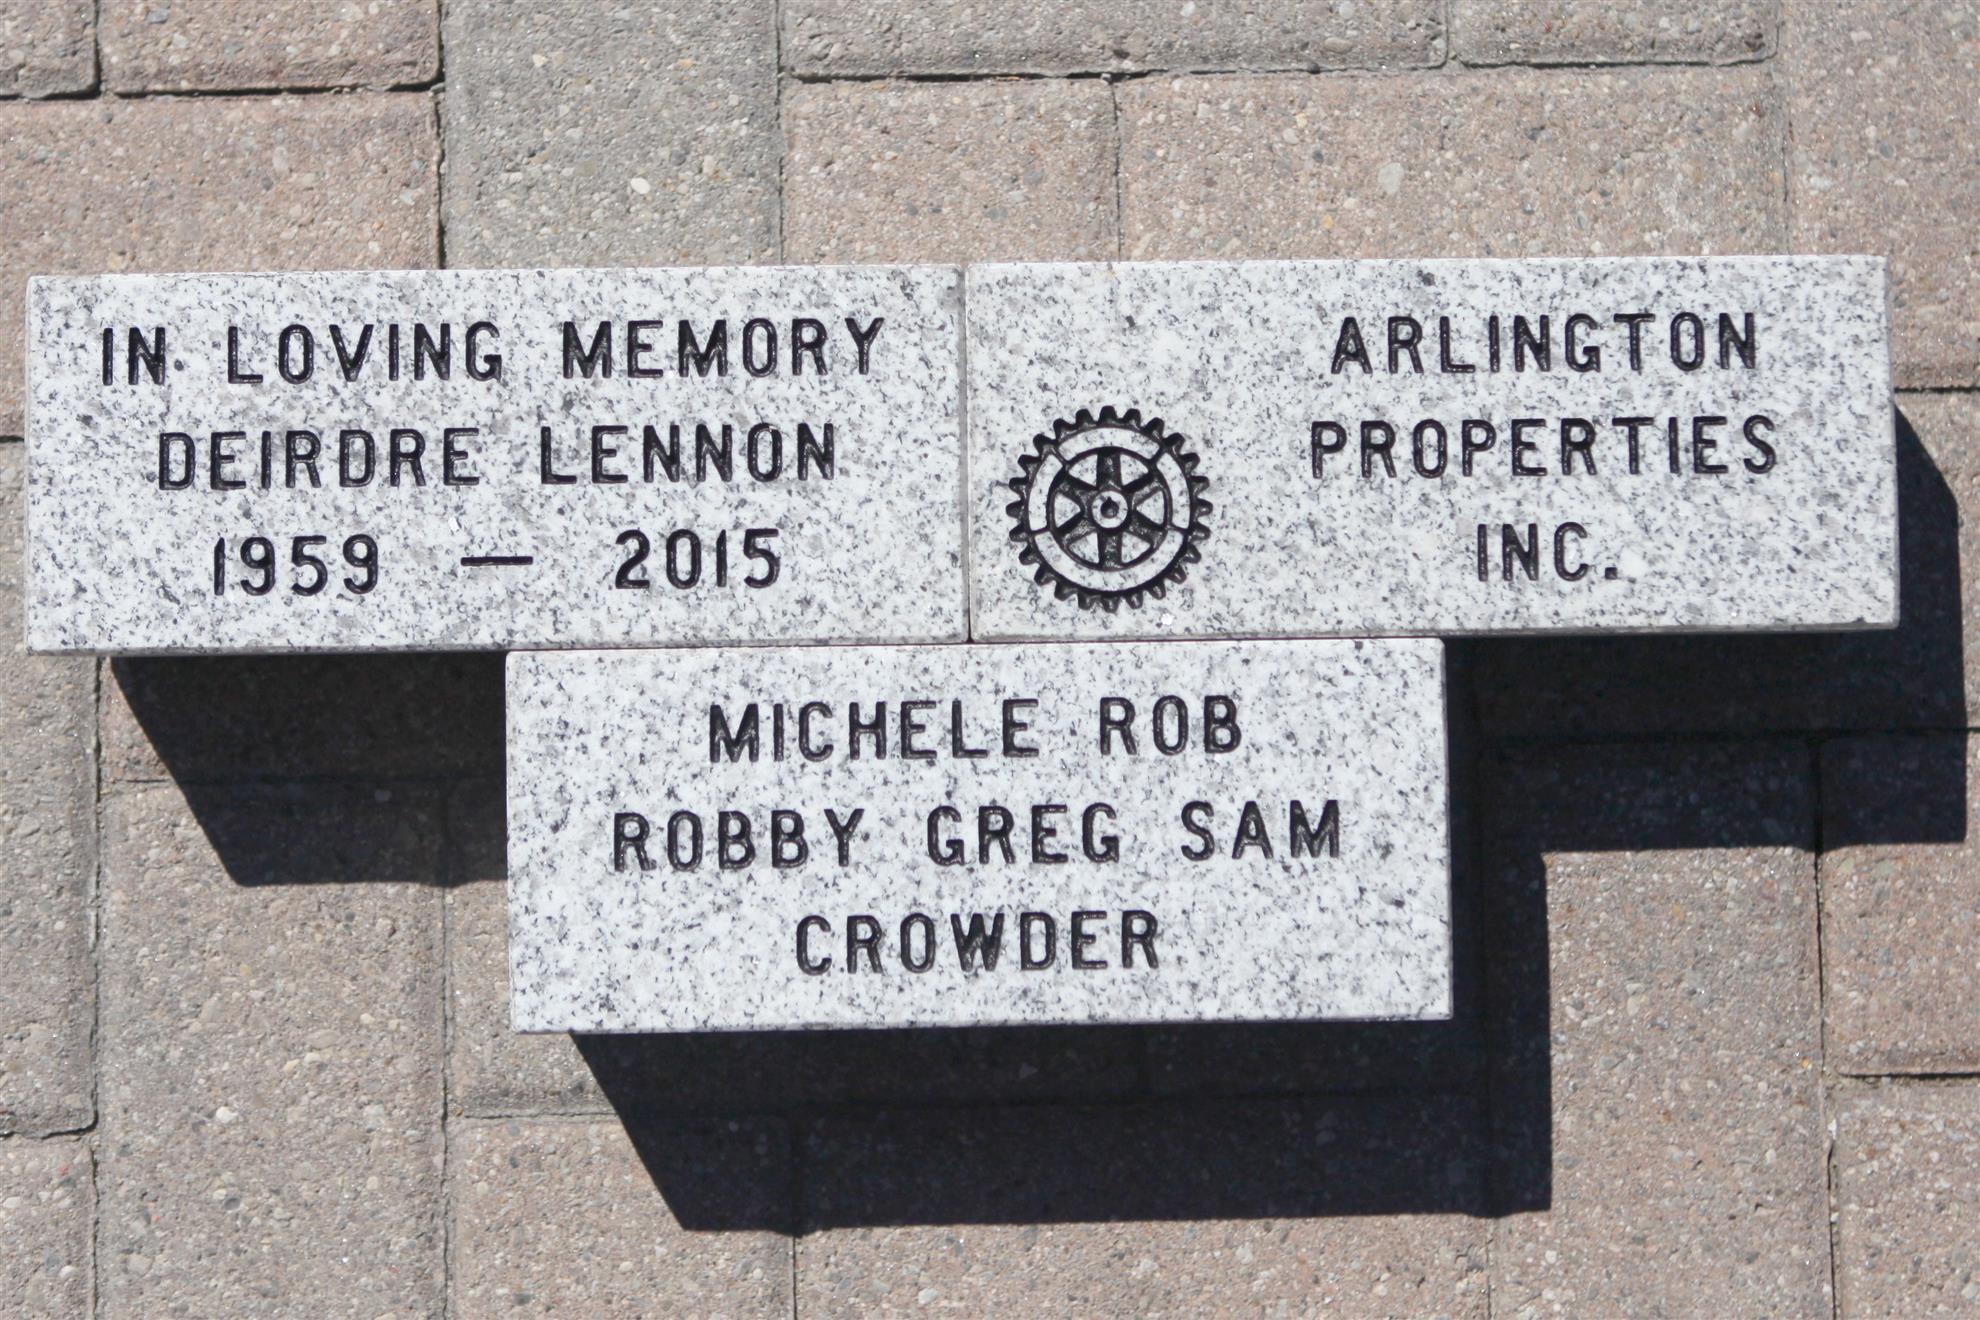 IN LOVING MEMORY
DEIRDRE LENNON
1959 — 2015
ARLINGTON
PROPERTIES
INC.
MICHELE ROB
ROBBY GREG SAM
CROWDER